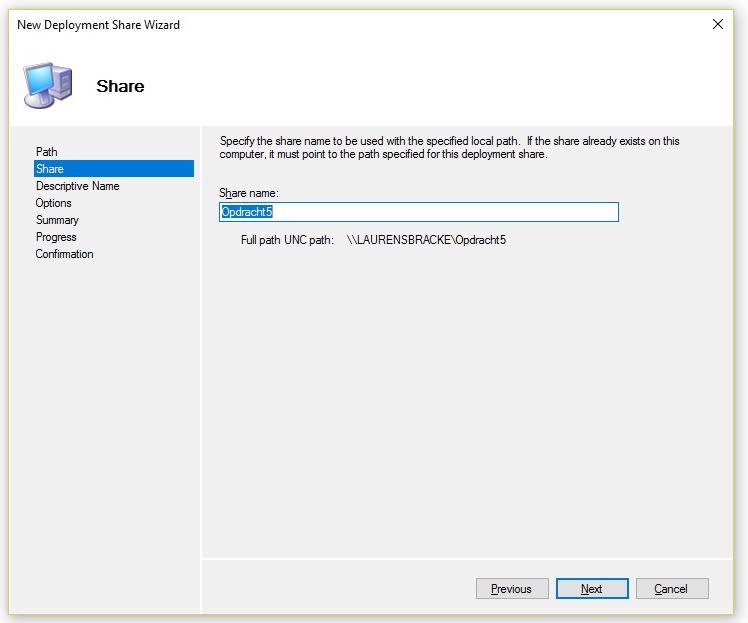 New Deployment Share Wizard
Share
Path
Share
Descriptive Name
Options
Summary
Progress
Confirmation
Specify the share name to be used with the specified local path.  If the share already exists on this
computer, it must point to the path specified for this deployment share.
Share name:
Opdracht5
Full path UNC path: \\LAURENSBRACKE\Opdracht5
Previous
Next
Cancel